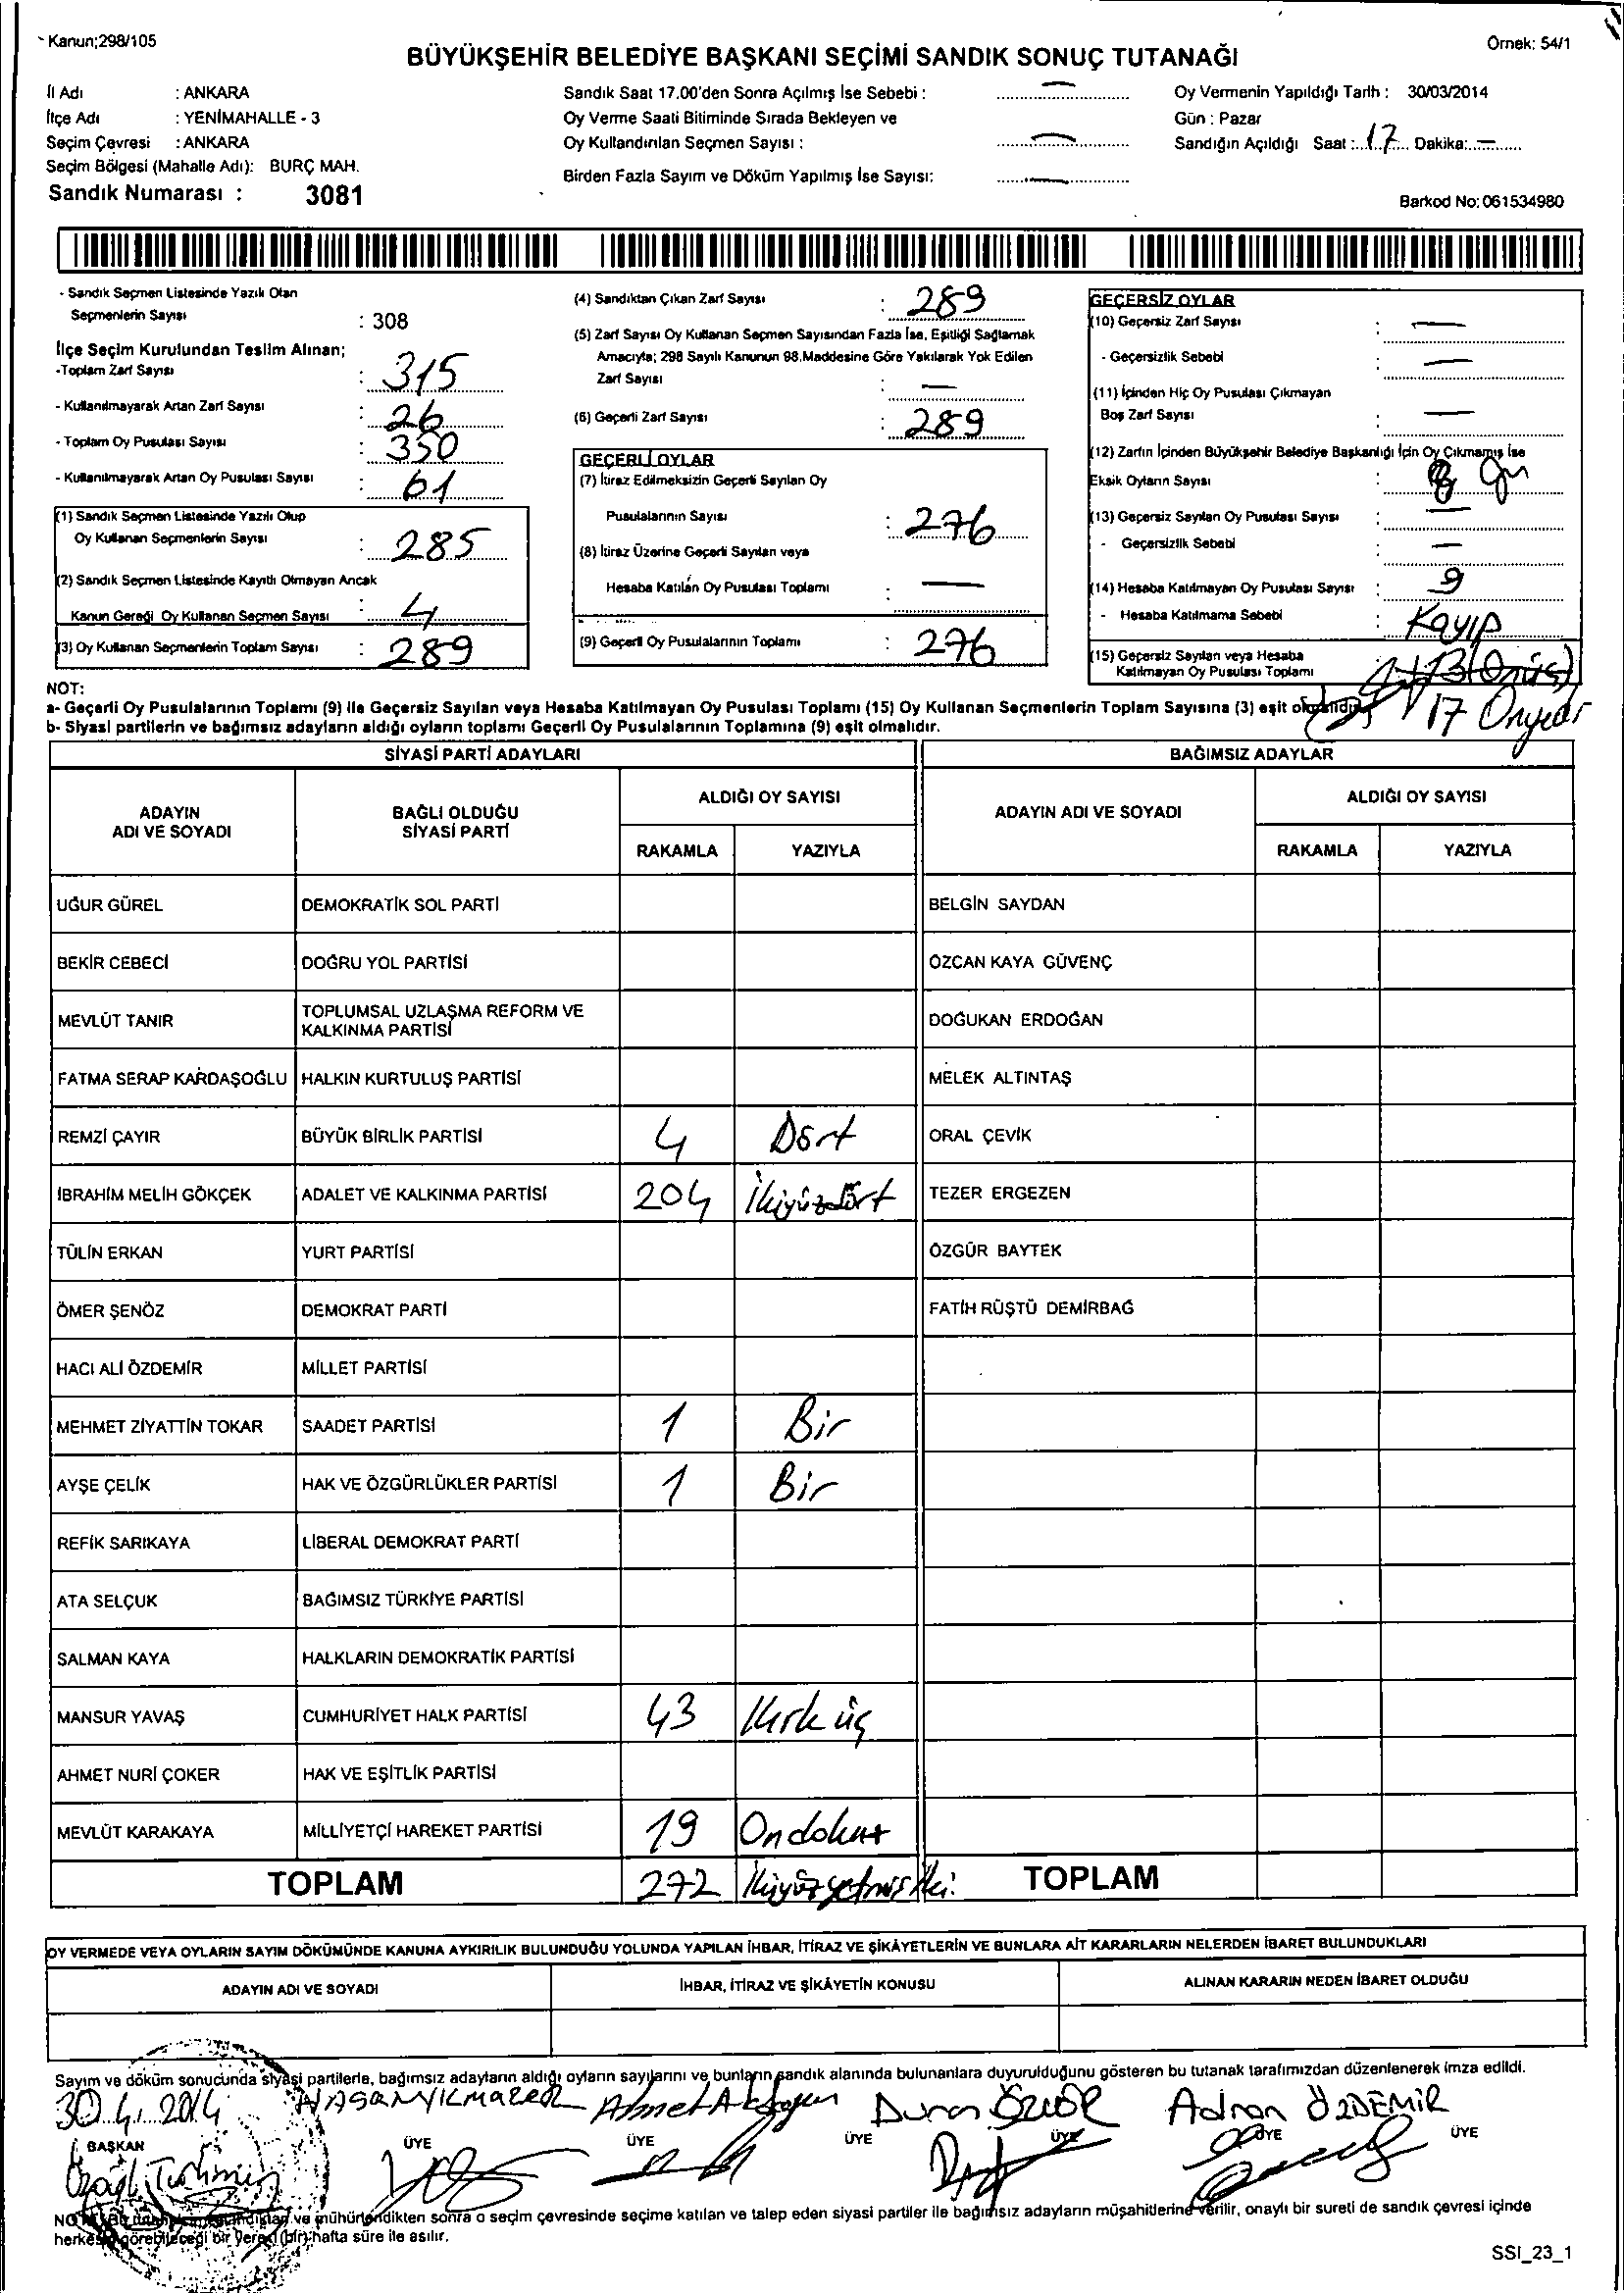 Kanun;298/105
Örnek: 54/1
BÜYÜKŞEHİR BELEDİYE BAŞKANI SEÇİMİ SANDIK SONUÇ TUTANAĞI
İl Adı : ANKARA
İlçe Adı : YENİMAHALLE - 3
Seçim Çevresi : ANKARA
Seçim Bölgesi (Mahalle Adı): BURÇ MAH.
Sandık Numarası : 3081
Sandık Saat 17.00'den Sonra Açılmış İse Sebebi : —
Oy Verme Saati Bitiminde Sırada Bekleyen ve
Oy Kullandırılan Seçmen Sayısı : —
Birden Fazla Sayım ve Döküm Yapılmış İse Sayısı: —
Oy Vermenin Yapıldığı Tarih : 30/03/2014
Gün : Pazar
Sandığın Açıldığı Saat : 17 Dakika: —
Barkod No: 061534980
- Sandık Seçmen Listesinde Yazılı Olan
Seçmenlerin Sayısı : 308
İlçe Seçim Kurulundan Teslim Alınan;
-Toplam Zarf Sayısı : 315
- Kullanılmayarak Artan Zarf Sayısı : 26
- Toplam Oy Pusulası Sayısı : 350
- Kullanılmayarak Artan Oy Pusulası Sayısı : 61
(1) Sandık Seçmen Listesinde Yazılı Olup
Oy Kullanan Seçmenlerin Sayısı : 285
(2) Sandık Seçmen Listesinde Kayıtlı Olmayan Ancak
Kanun Gereği Oy Kullanan Seçmen Sayısı : 4
(3) Oy Kullanan Seçmenlerin Toplam Sayısı : 289
(4) Sandıktan Çıkan Zarf Sayısı : 289
(5) Zarf Sayısı Oy Kullanan Seçmen Sayısından Fazla İse, Eşitliği Sağlamak
Amacıyla; 298 Sayılı Kanunun 98.Maddesine Göre Yakılarak Yok Edilen
Zarf Sayısı : —
(6) Geçerli Zarf Sayısı : 289
GEÇERLİ OYLAR
(7) İtiraz Edilmeksizin Geçerli Sayılan Oy
Pusulalarının Sayısı : 276
(8) İtiraz Üzerine Geçerli Sayılan veya
Hesaba Katılan Oy Pusulası Toplamı : —
(9) Geçerli Oy Pusulalarının Toplamı : 276
GEÇERSİZ OYLAR
(10) Geçersiz Zarf Sayısı : —
- Geçersizlik Sebebi : —
(11) İçinden Hiç Oy Pusulası Çıkmayan
Boş Zarf Sayısı : —
(12) Zarfın İçinden Büyükşehir Belediye Başkanlığı İçin Oy Çıkmamış İse
Eksik Oyların Sayısı :
(13) Geçersiz Sayılan Oy Pusulası Sayısı : —
- Geçersizlik Sebebi : —
(14) Hesaba Katılmayan Oy Pusulası Sayısı : 9
- Hesaba Katılmama Sebebi : Kayıp
(15) Geçersiz Sayılan veya Hesaba
Katılmayan Oy Pusulası Toplamı 13 (Onüç)
17 Onyedi
NOT:
a- Geçerli Oy Pusulalarının Toplamı (9) ile Geçersiz Sayılan veya Hesaba Katılmayan Oy Pusulası Toplamı (15) Oy Kullanan Seçmenlerin Toplam Sayısına (3) eşit olmalıdır.
b- Siyasi partilerin ve bağımsız adayların aldığı oyların toplamı Geçerli Oy Pusulalarının Toplamına (9) eşit olmalıdır.
SİYASİ PARTİ ADAYLARI BAĞIMSIZ ADAYLAR
ADAYIN ADI VE SOYADI BAĞLI OLDUĞU SİYASİ PARTİ ALDIĞI OY SAYISI ADAYIN ADI VE SOYADI ALDIĞI OY SAYISI
RAKAMLA YAZIYLA RAKAMLA YAZIYLA
UĞUR GÜREL DEMOKRATİK SOL PARTİ BELGİN SAYDAN
BEKİR CEBECİ DOĞRU YOL PARTİSİ ÖZCAN KAYA GÜVENÇ
MEVLÜT TANIR TOPLUMSAL UZLAŞMA REFORM VE KALKINMA PARTİSİ DOĞUKAN ERDOĞAN
FATMA SERAP KARDAŞOĞLU HALKIN KURTULUŞ PARTİSİ MELEK ALTINTAŞ
REMZİ ÇAYIR BÜYÜK BİRLİK PARTİSİ 4 Dört ORAL ÇEVİK
İBRAHİM MELİH GÖKÇEK ADALET VE KALKINMA PARTİSİ 204 İkiyüzdört TEZER ERGEZEN
TÜLİN ERKAN YURT PARTİSİ ÖZGÜR BAYTEK
ÖMER ŞENÖZ DEMOKRAT PARTİ FATİH RÜŞTÜ DEMİRBAĞ
HACI ALİ ÖZDEMİR MİLLET PARTİSİ
MEHMET ZİYATTİN TOKAR SAADET PARTİSİ 1 Bir
AYŞE ÇELİK HAK VE ÖZGÜRLÜKLER PARTİSİ 1 Bir
REFİK SARIKAYA LİBERAL DEMOKRAT PARTİ
ATA SELÇUK BAĞIMSIZ TÜRKİYE PARTİSİ
SALMAN KAYA HALKLARIN DEMOKRATİK PARTİSİ
MANSUR YAVAŞ CUMHURİYET HALK PARTİSİ 43 Kırk üç
AHMET NURİ ÇOKER HAK VE EŞİTLİK PARTİSİ
MEVLÜT KARAKAYA MİLLİYETÇİ HAREKET PARTİSİ 19 Ondokuz
TOPLAM 272 İkiyüzyetmişiki. TOPLAM
OY VERMEDE VEYA OYLARIN SAYIM DÖKÜMÜNDE KANUNA AYKIRILIK BULUNDUĞU YOLUNDA YAPILAN İHBAR, İTİRAZ VE ŞİKÂYETLERİN VE BUNLARA AİT KARARLARIN NELERDEN İBARET BULUNDUKLARI
ADAYIN ADI VE SOYADI İHBAR, İTİRAZ VE ŞİKÂYETİN KONUSU ALINAN KARARIN NEDEN İBARET OLDUĞU
Sayım ve döküm sonucunda siyasi partilerle, bağımsız adayların aldığı oyların sayılarını ve bunların sandık alanında bulunanlara duyurulduğunu gösteren bu tutanak tarafımızdan düzenlenerek imza edildi.
30.4.2014 Ahmet Duran ÖZGÜR Adnan ÖZDEMİR
BAŞKAN ÜYE ÜYE ÜYE ÜYE ÜYE ÜYE
ve mühürlendikten sonra o seçim çevresinde seçime katılan ve talep eden siyasi partiler ile bağımsız adayların müşahitlerine verilir, onaylı bir sureti de sandık çevresi içinde
herkesin görebileceği bir yere (bir) hafta süre ile asılır.
SSI_23_1